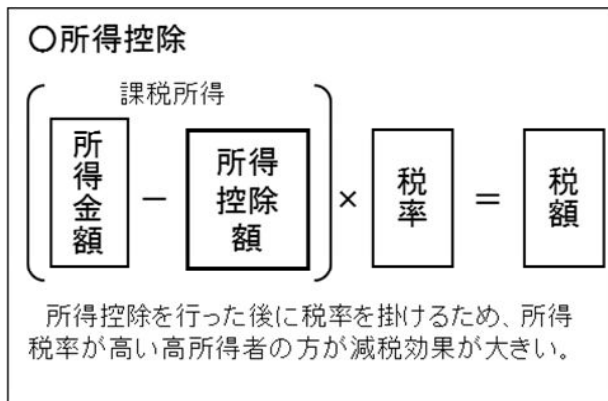 〇所得控除
課税所得
所得金額 － 所得控除額 × 税率 ＝ 税額
所得控除を行った後に税率を掛けるため、所得
税率が高い高所得者の方が減税効果が大きい。